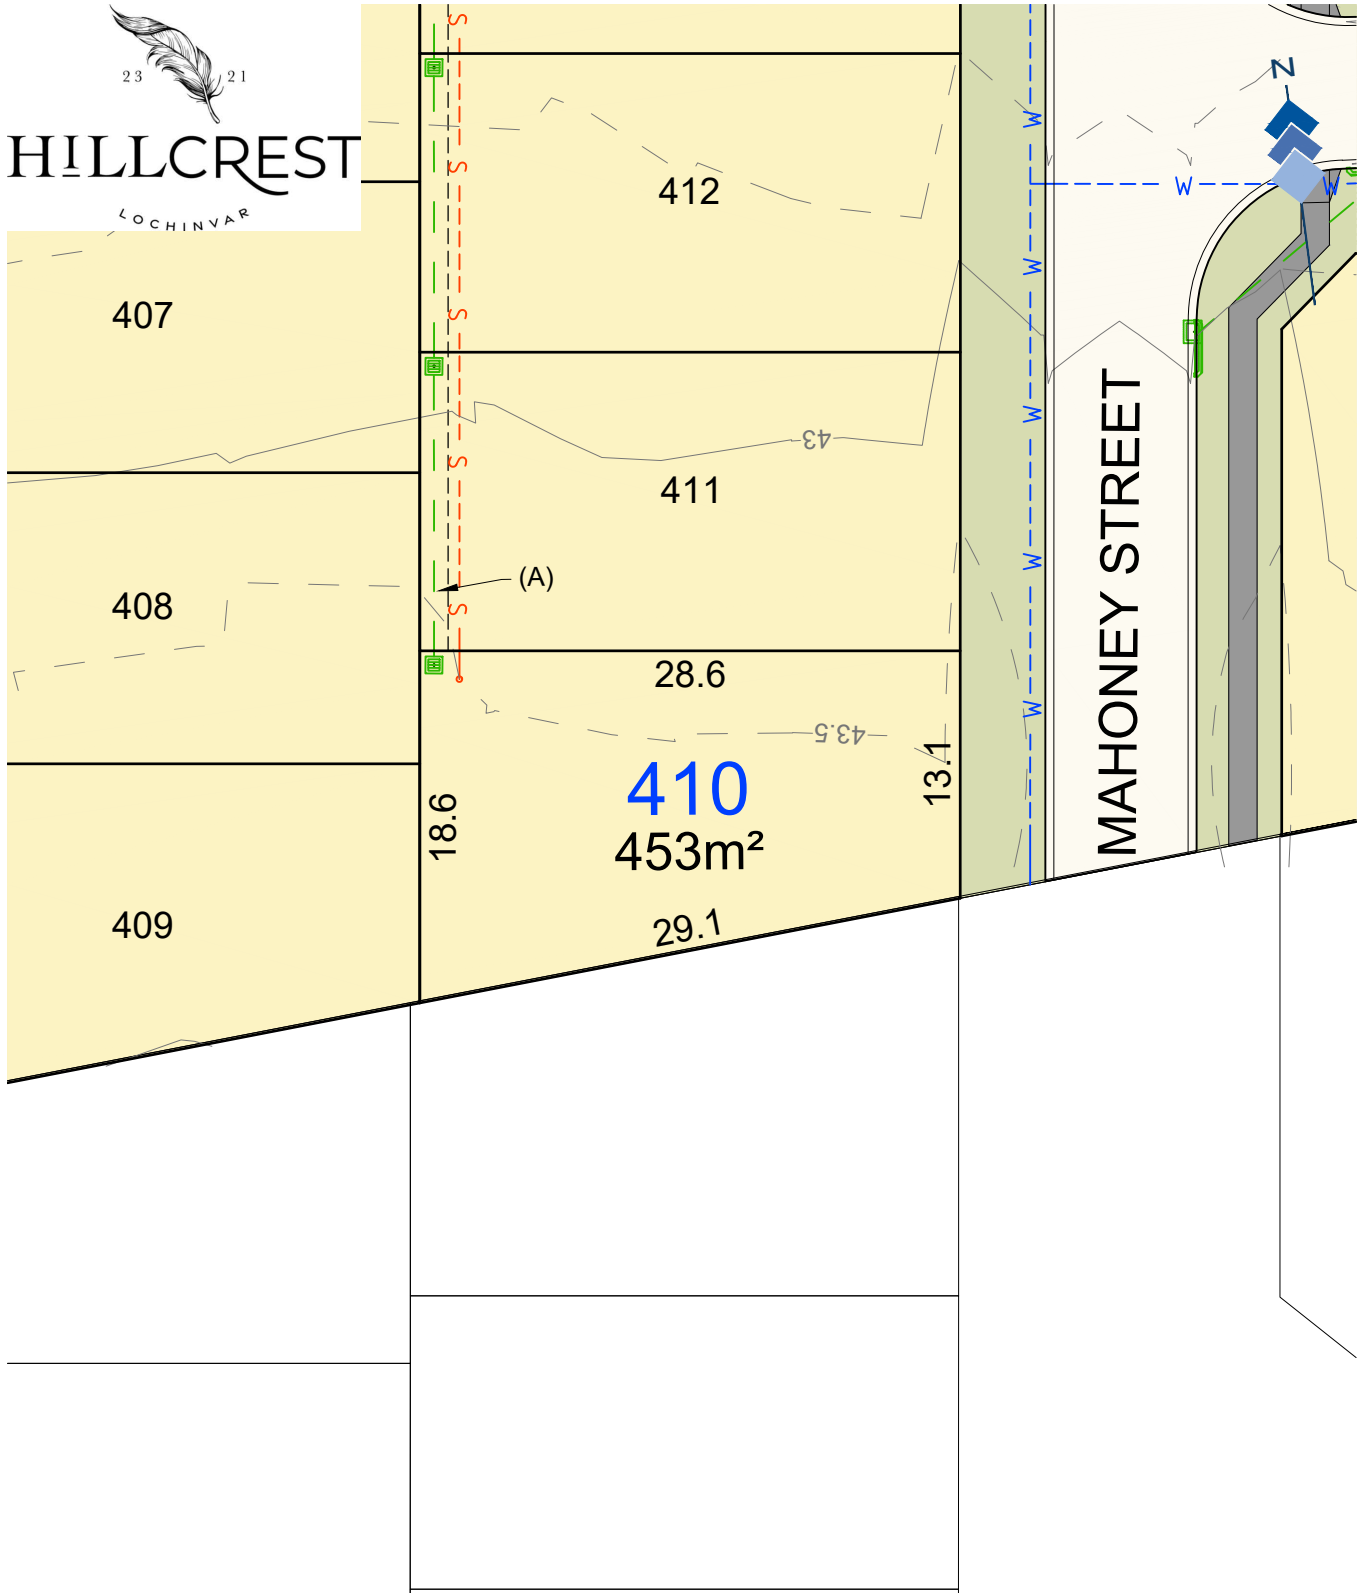 23 21
HILLCREST
LOCHINVAR
N
412
407
43
411
(A)
408
28.6
43.5
410
453m²
18.6
13.1
29.1
409
MAHONEY STREET
S
S
S
S
S
W
W
W
W
W
W
W